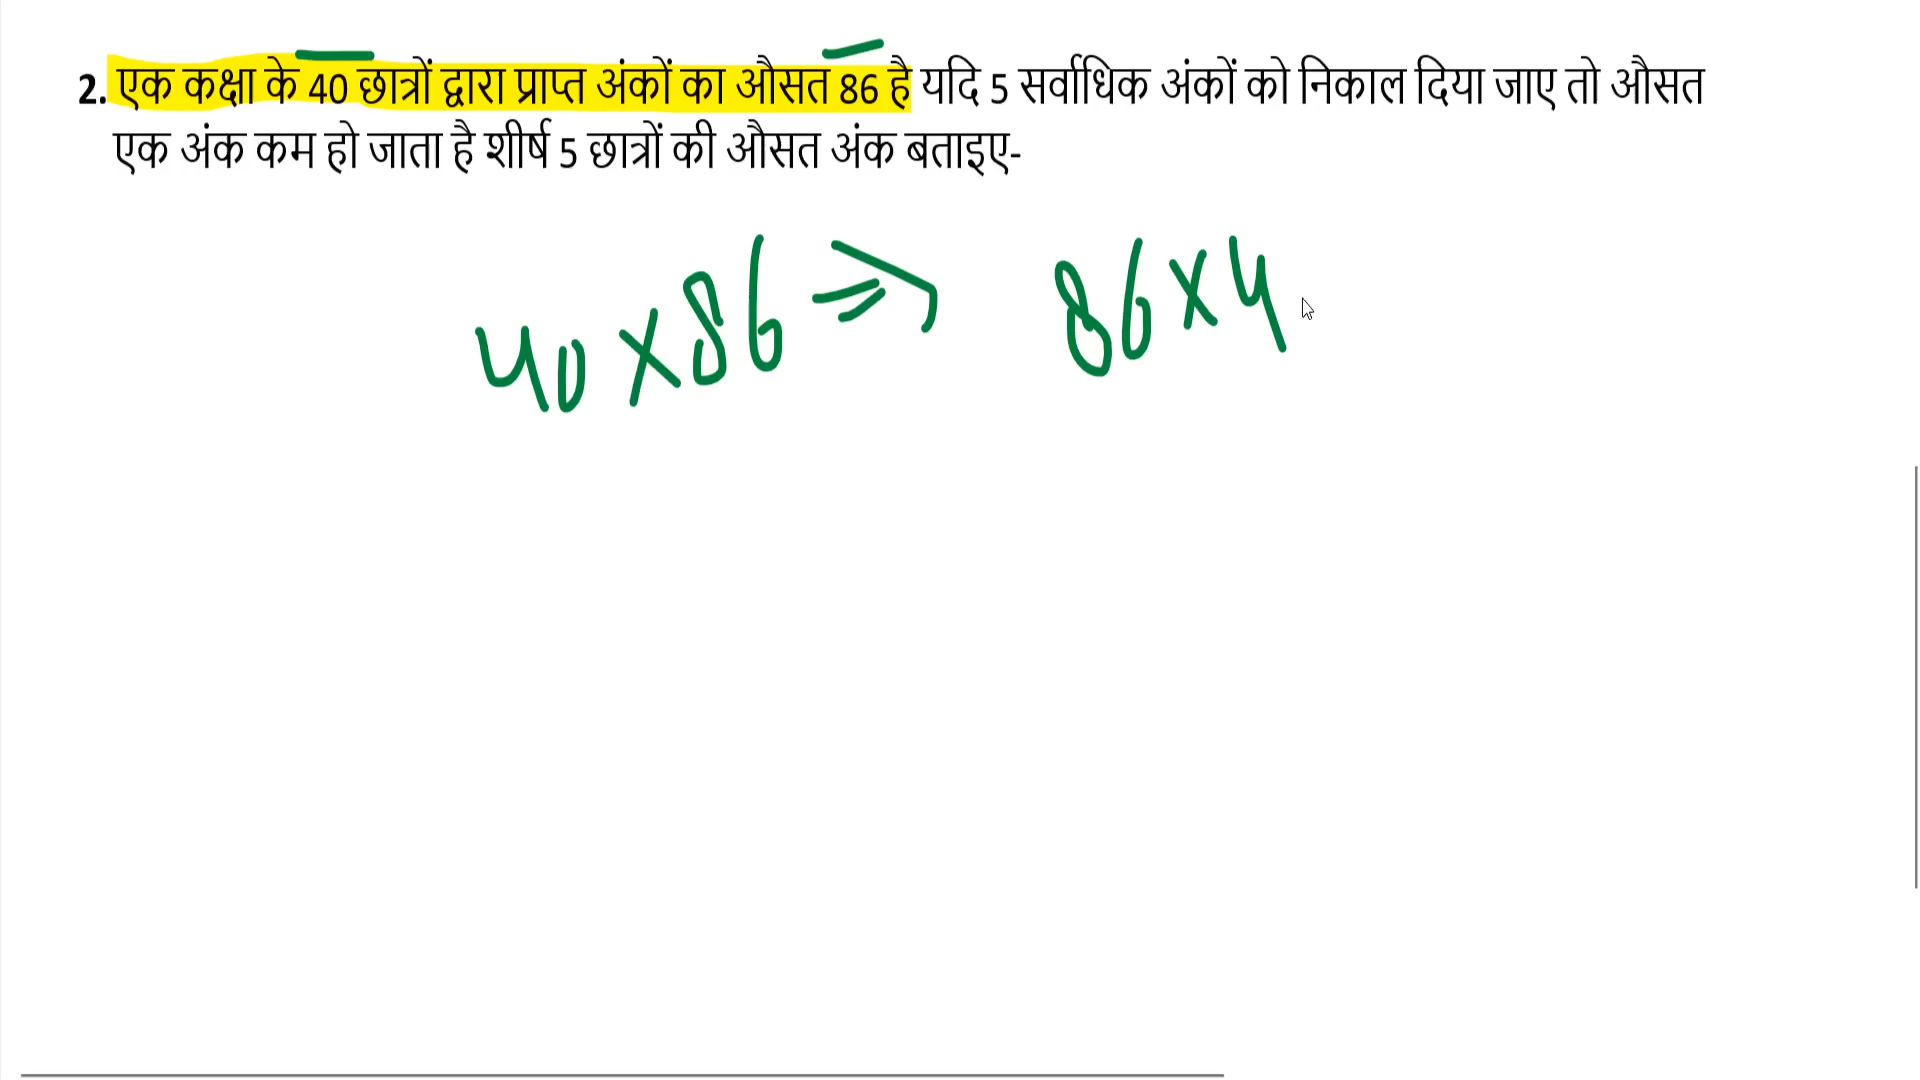 2. एक कक्षा के 40 छात्रों द्वारा प्राप्त अंकों का औसत 86 है यदि 5 सर्वाधिक अंकों को निकाल दिया जाए तो औसत
एक अंक कम हो जाता है शीर्ष 5 छात्रों की औसत अंक बताइए-
40 x 86 ⇒ 86 x 4